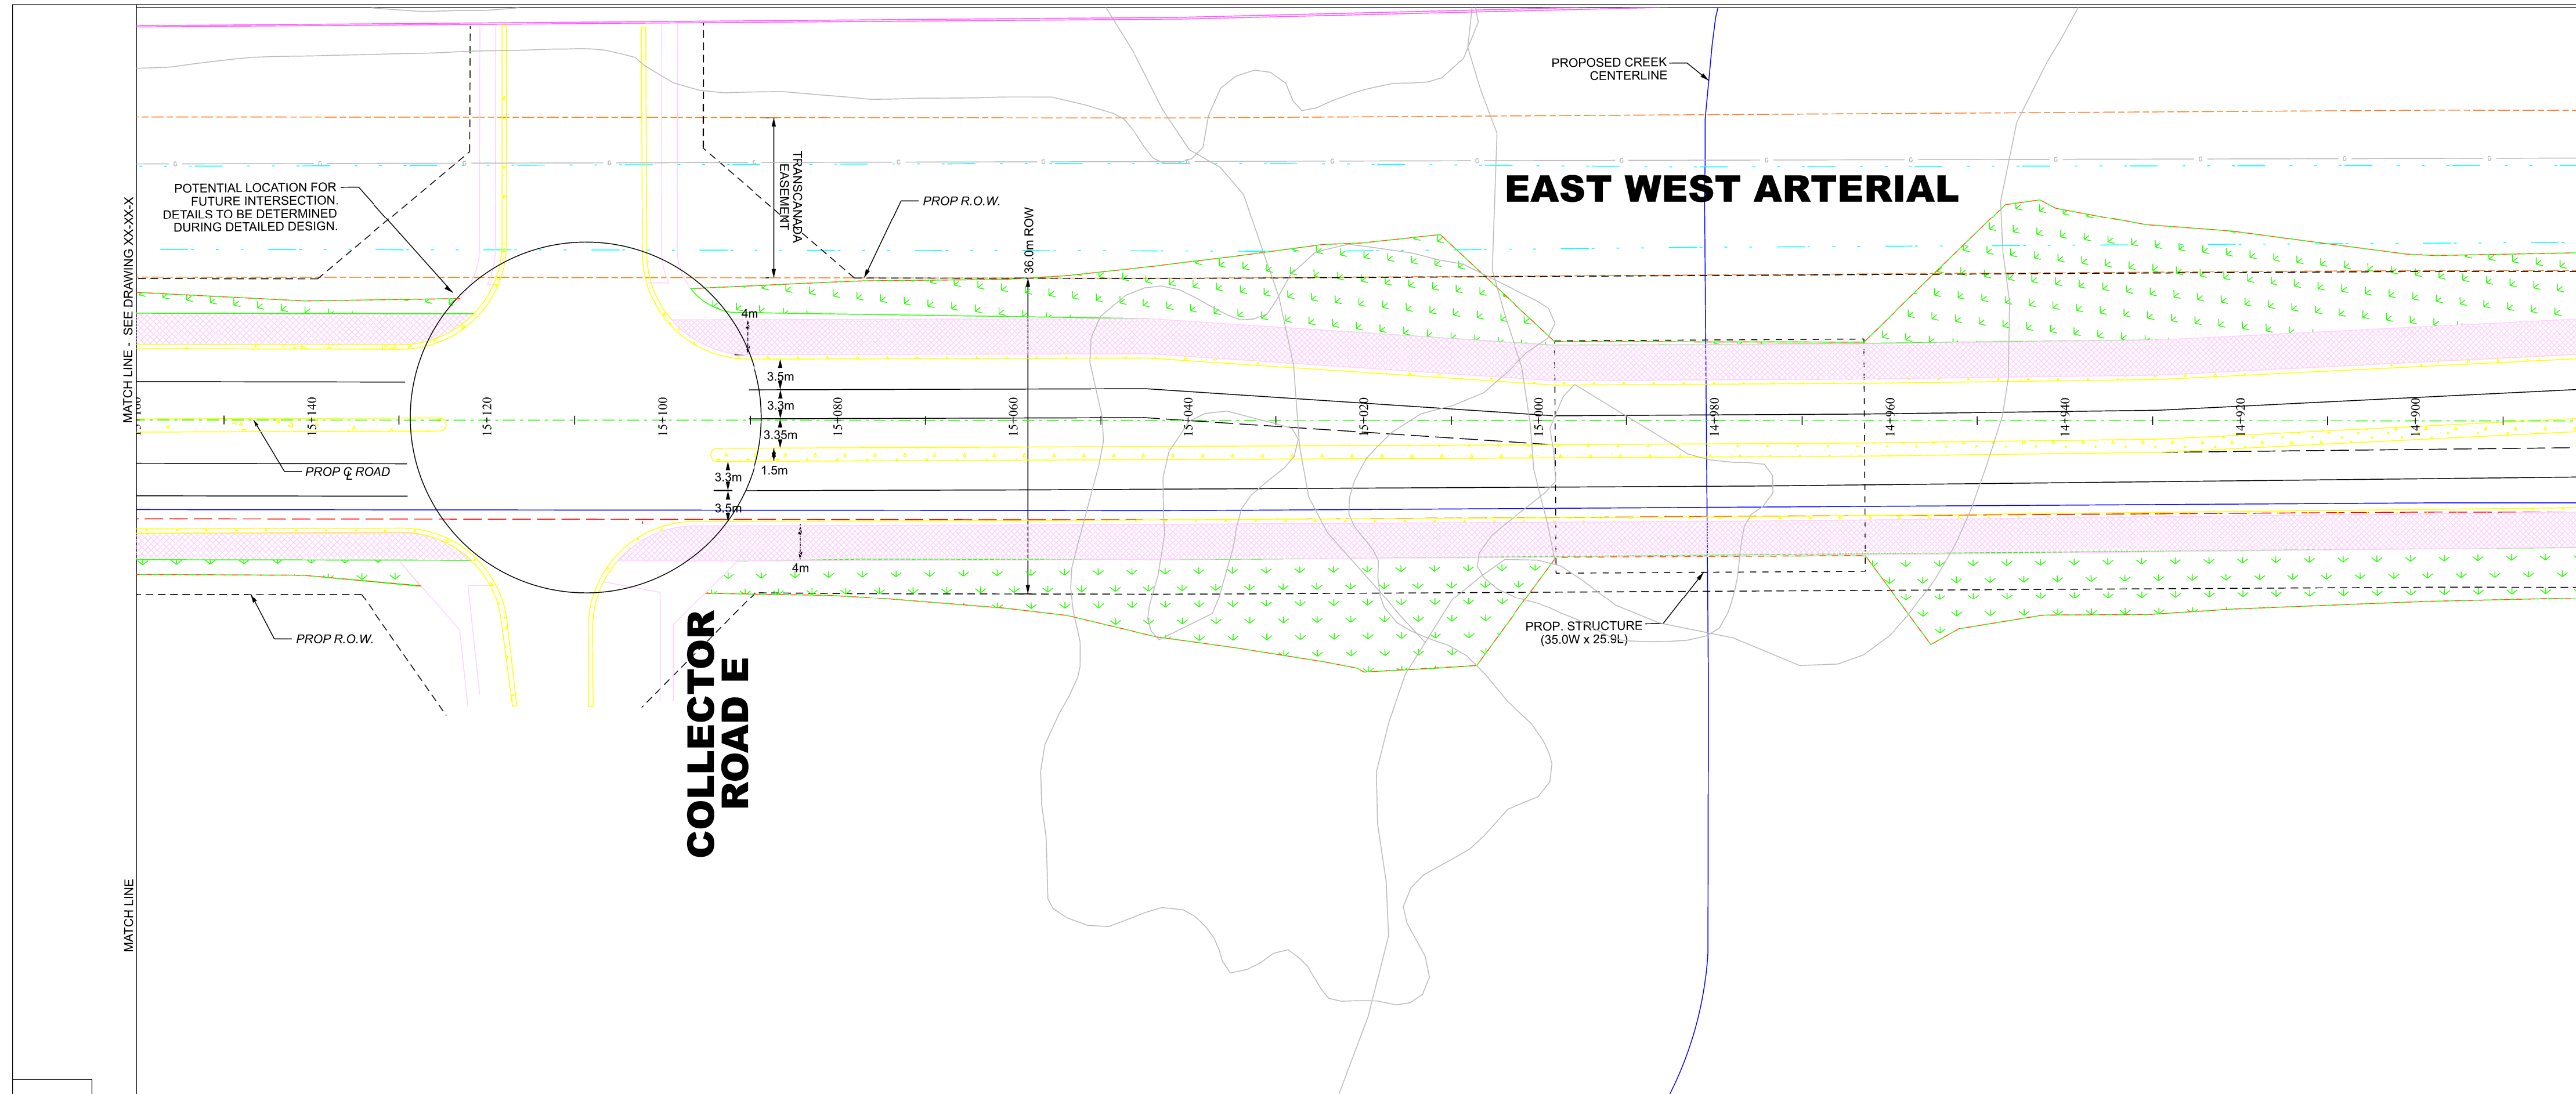 PROPOSED CREEK
CENTERLINE
EAST WEST ARTERIAL
POTENTIAL LOCATION FOR
FUTURE INTERSECTION.
DETAILS TO BE DETERMINED
DURING DETAILED DESIGN.
TRANSCANADA
EASEMENT
PROP R.O.W.
36.0m ROW
MATCH LINE - SEE DRAWING XX-XX-X
4m
3.5m
3.3m
3.35m
1.5m
3.3m
3.5m
4m
15+140
15+120
15+100
15+080
15+060
15+040
15+020
15+000
14+980
14+960
14+940
14+920
14+900
PROP ℄ ROAD
PROP R.O.W.
COLLECTOR
ROAD E
PROP. STRUCTURE
(35.0W x 25.9L)
MATCH LINE